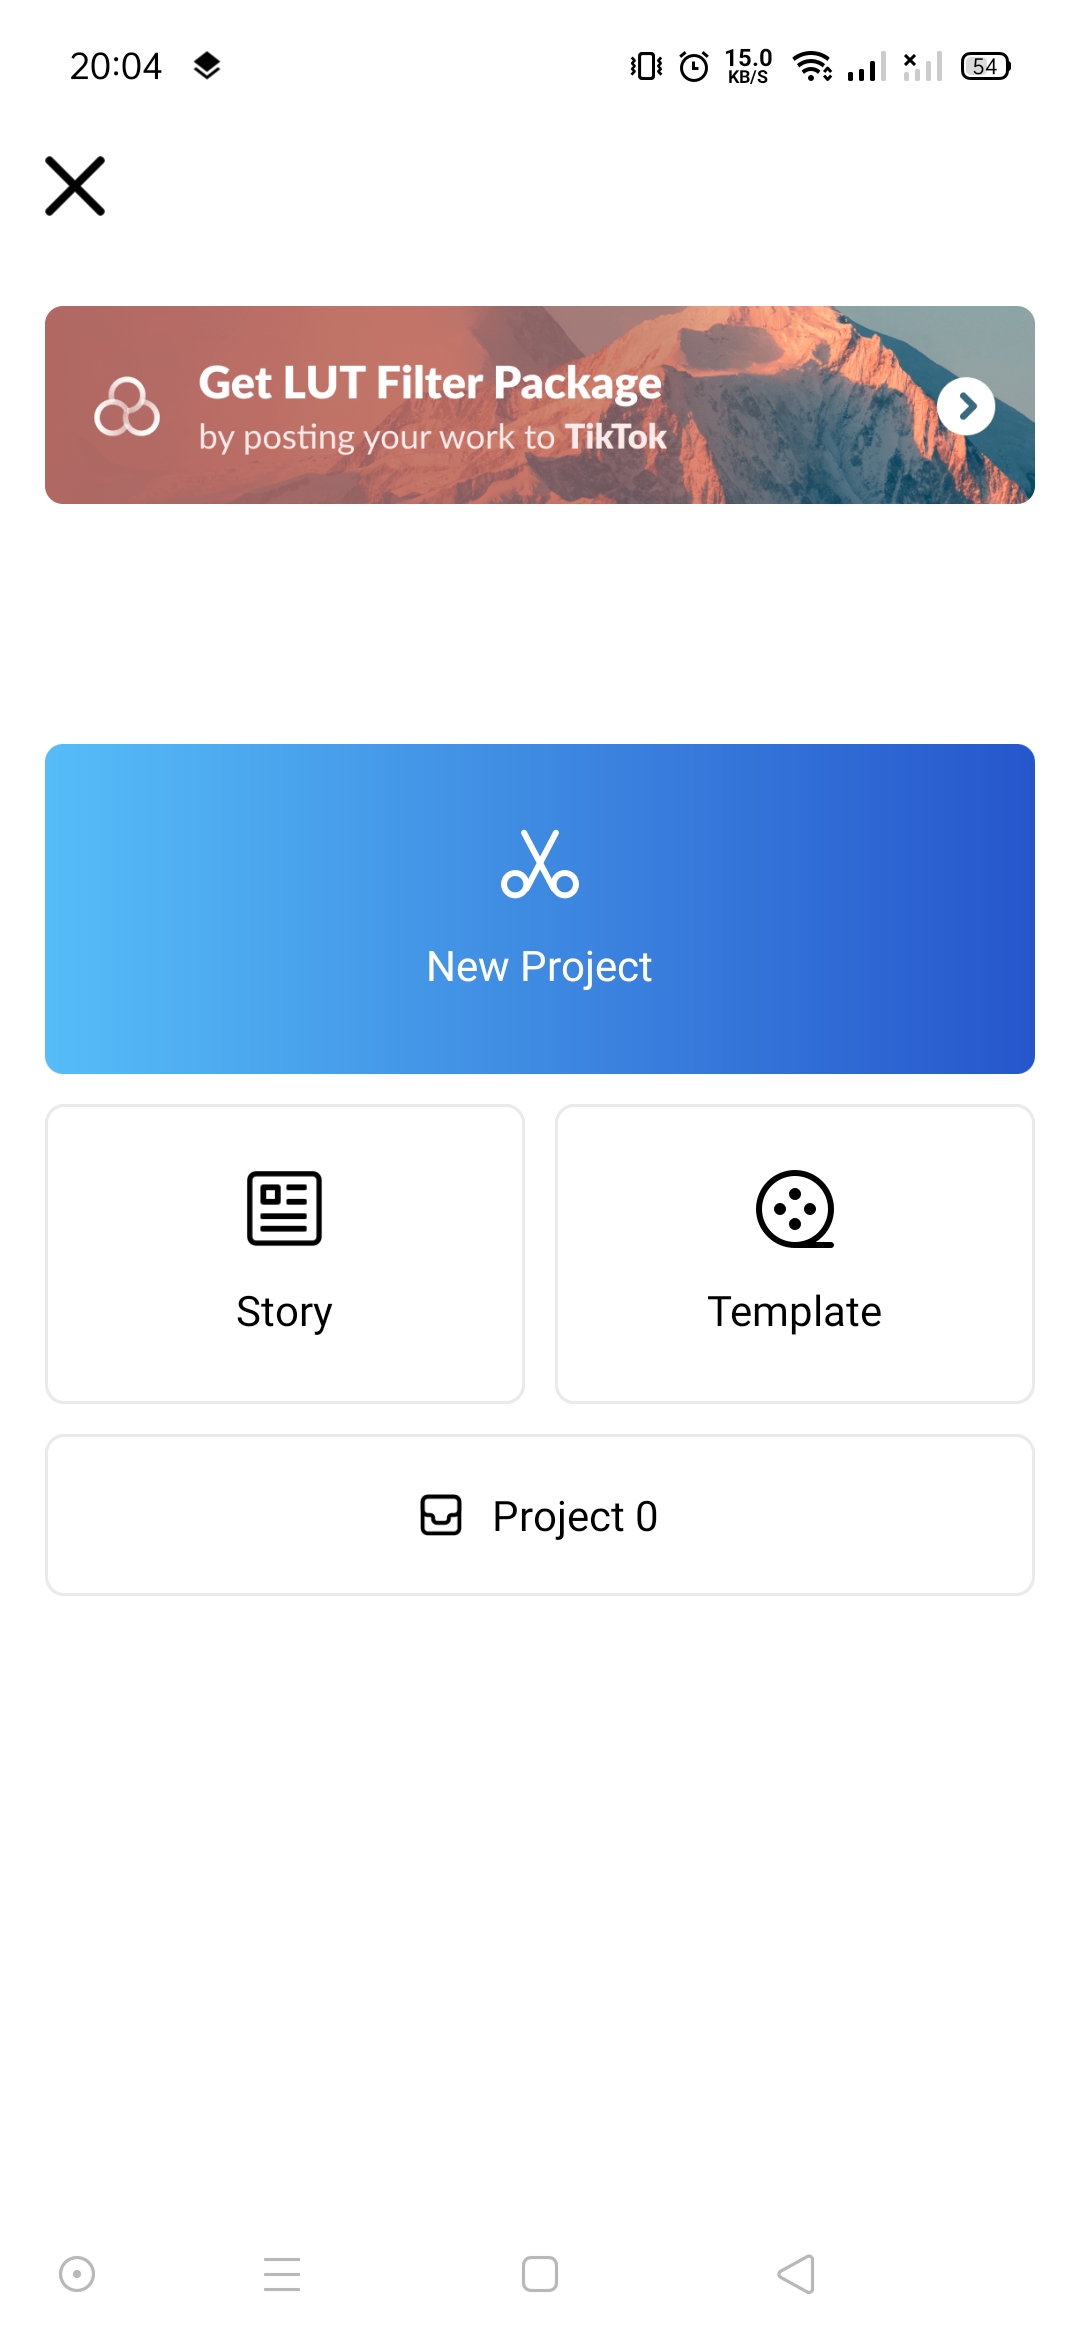 20:04
15.0
KB/S
54
Get LUT Filter Package
by posting your work to TikTok
New Project
Story
Template
Project 0